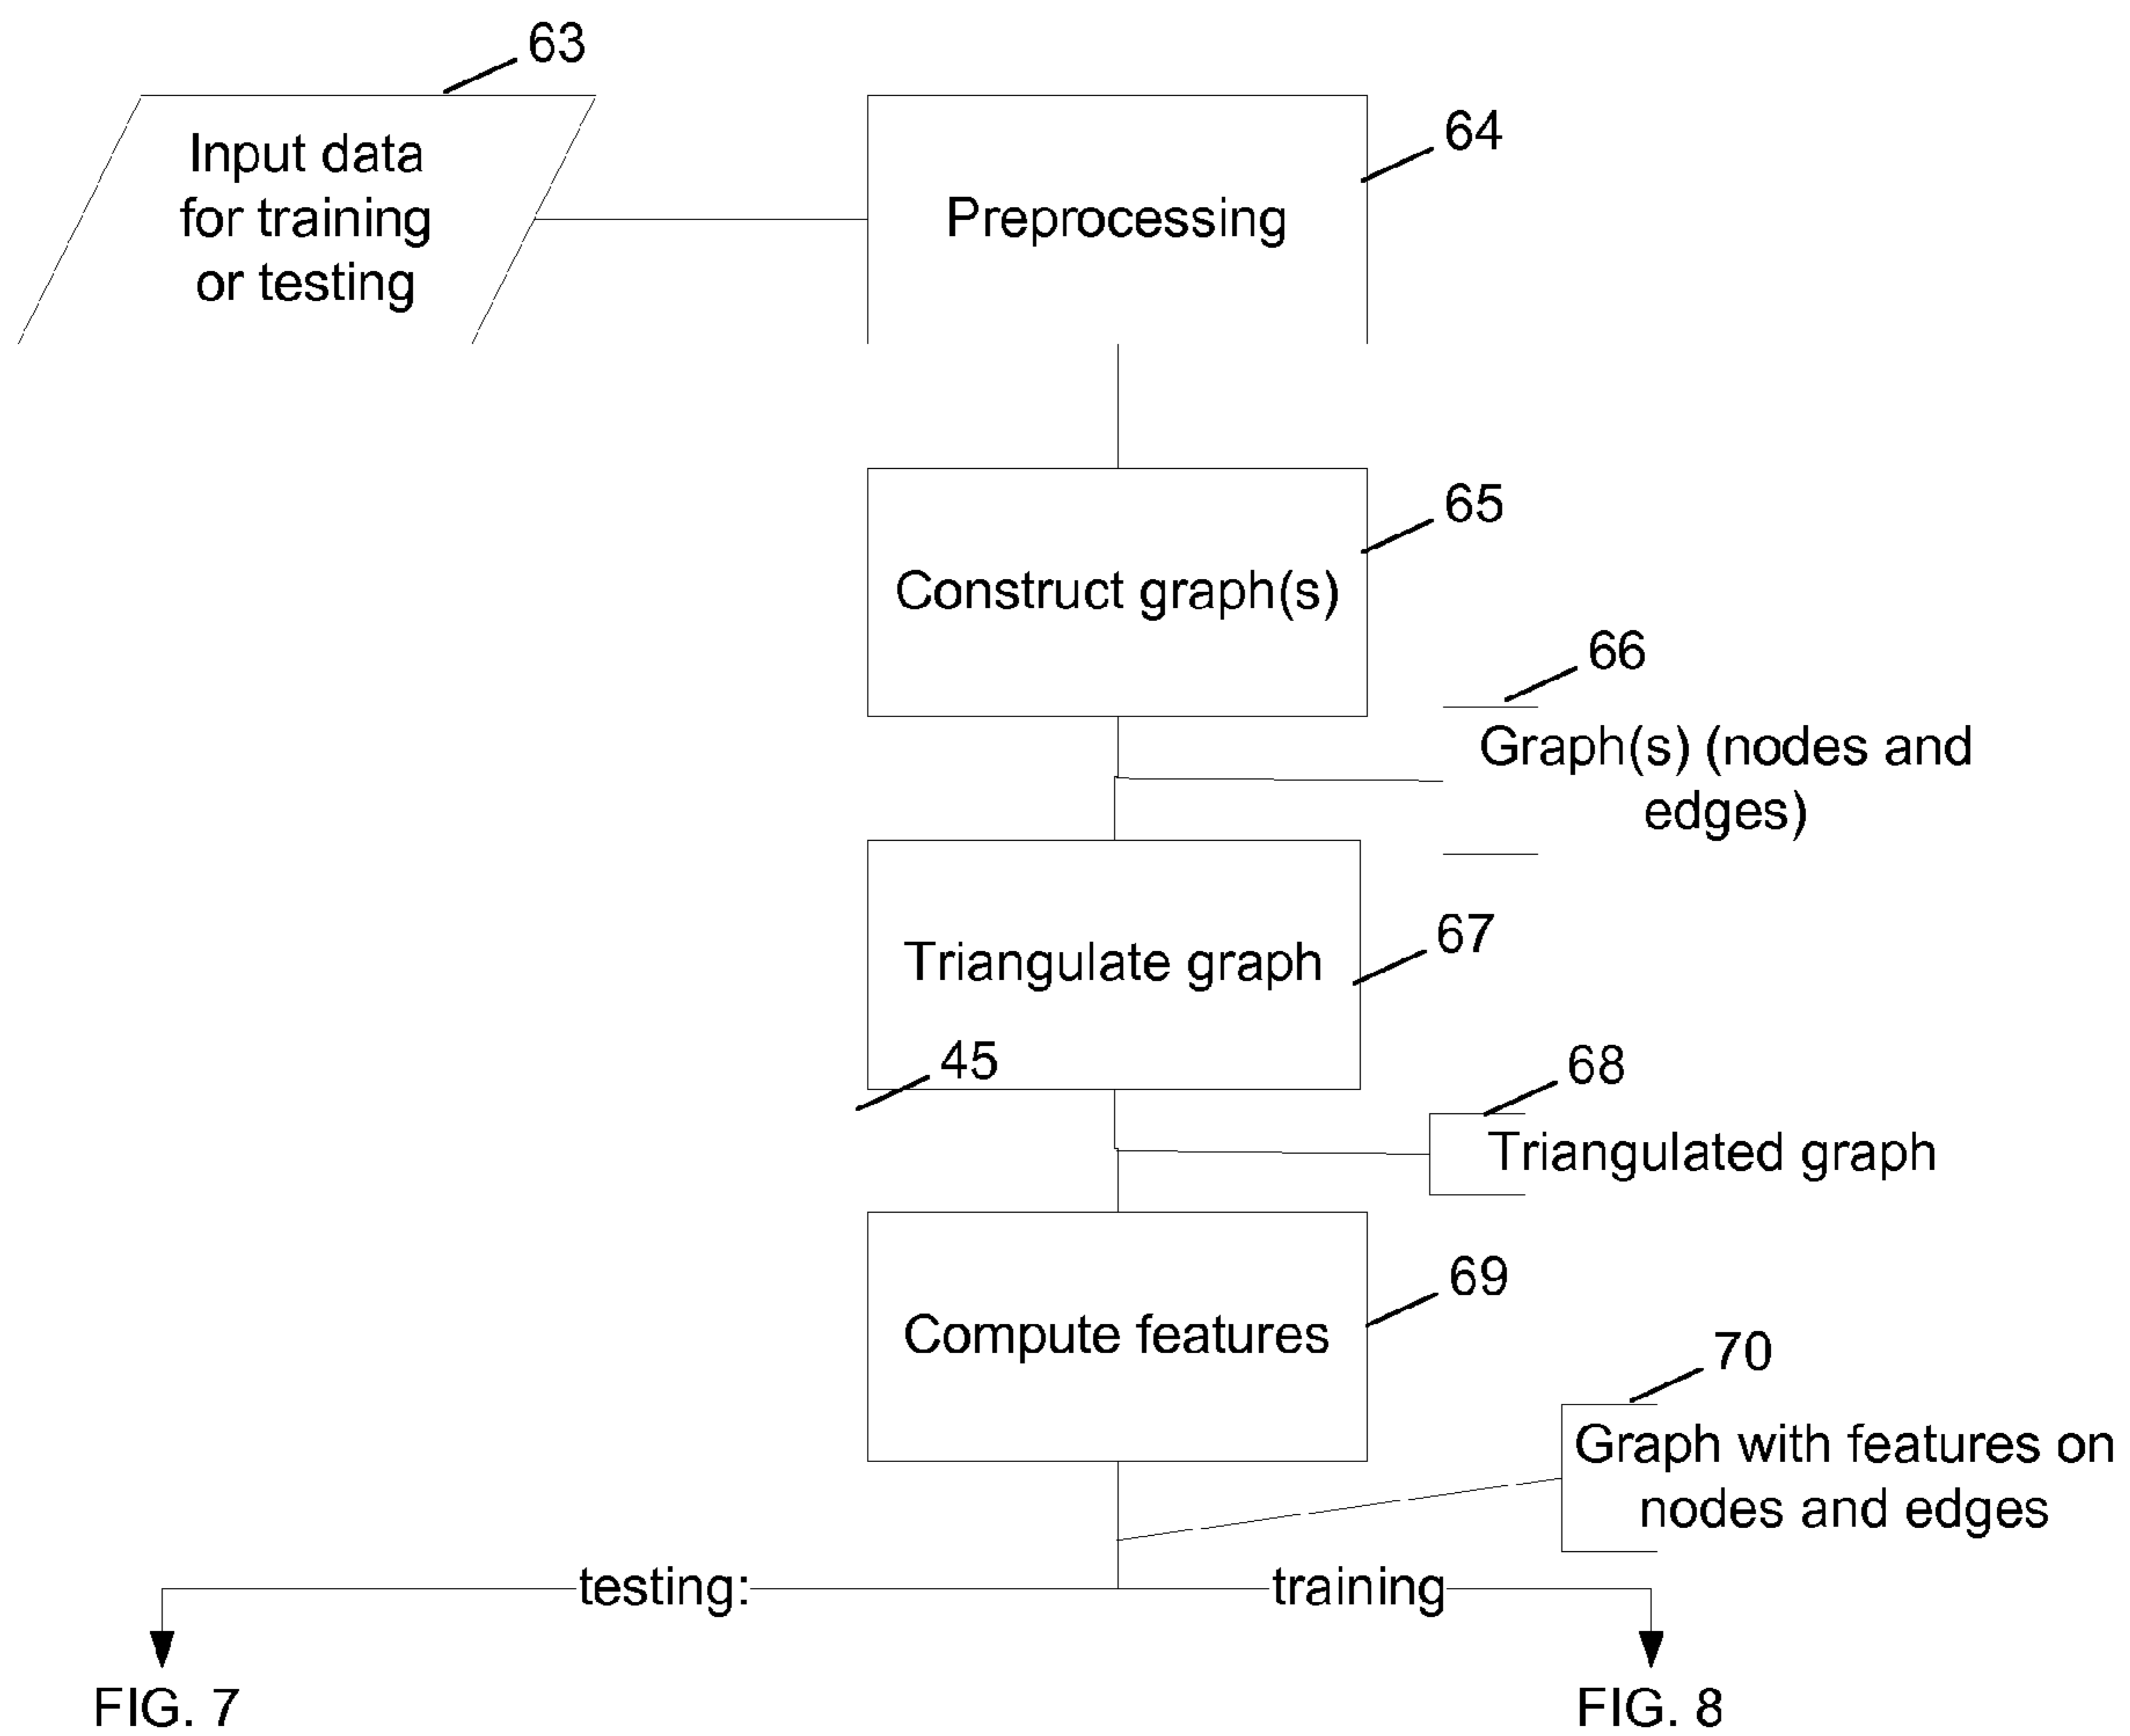 63
Input data
for training
or testing
64
Preprocessing
65
Construct graph(s)
66
Graph(s) (nodes and
edges)
67
Triangulate graph
45
68
Triangulated graph
69
Compute features
70
Graph with features on
nodes and edges
testing:
training
FIG. 7
FIG. 8